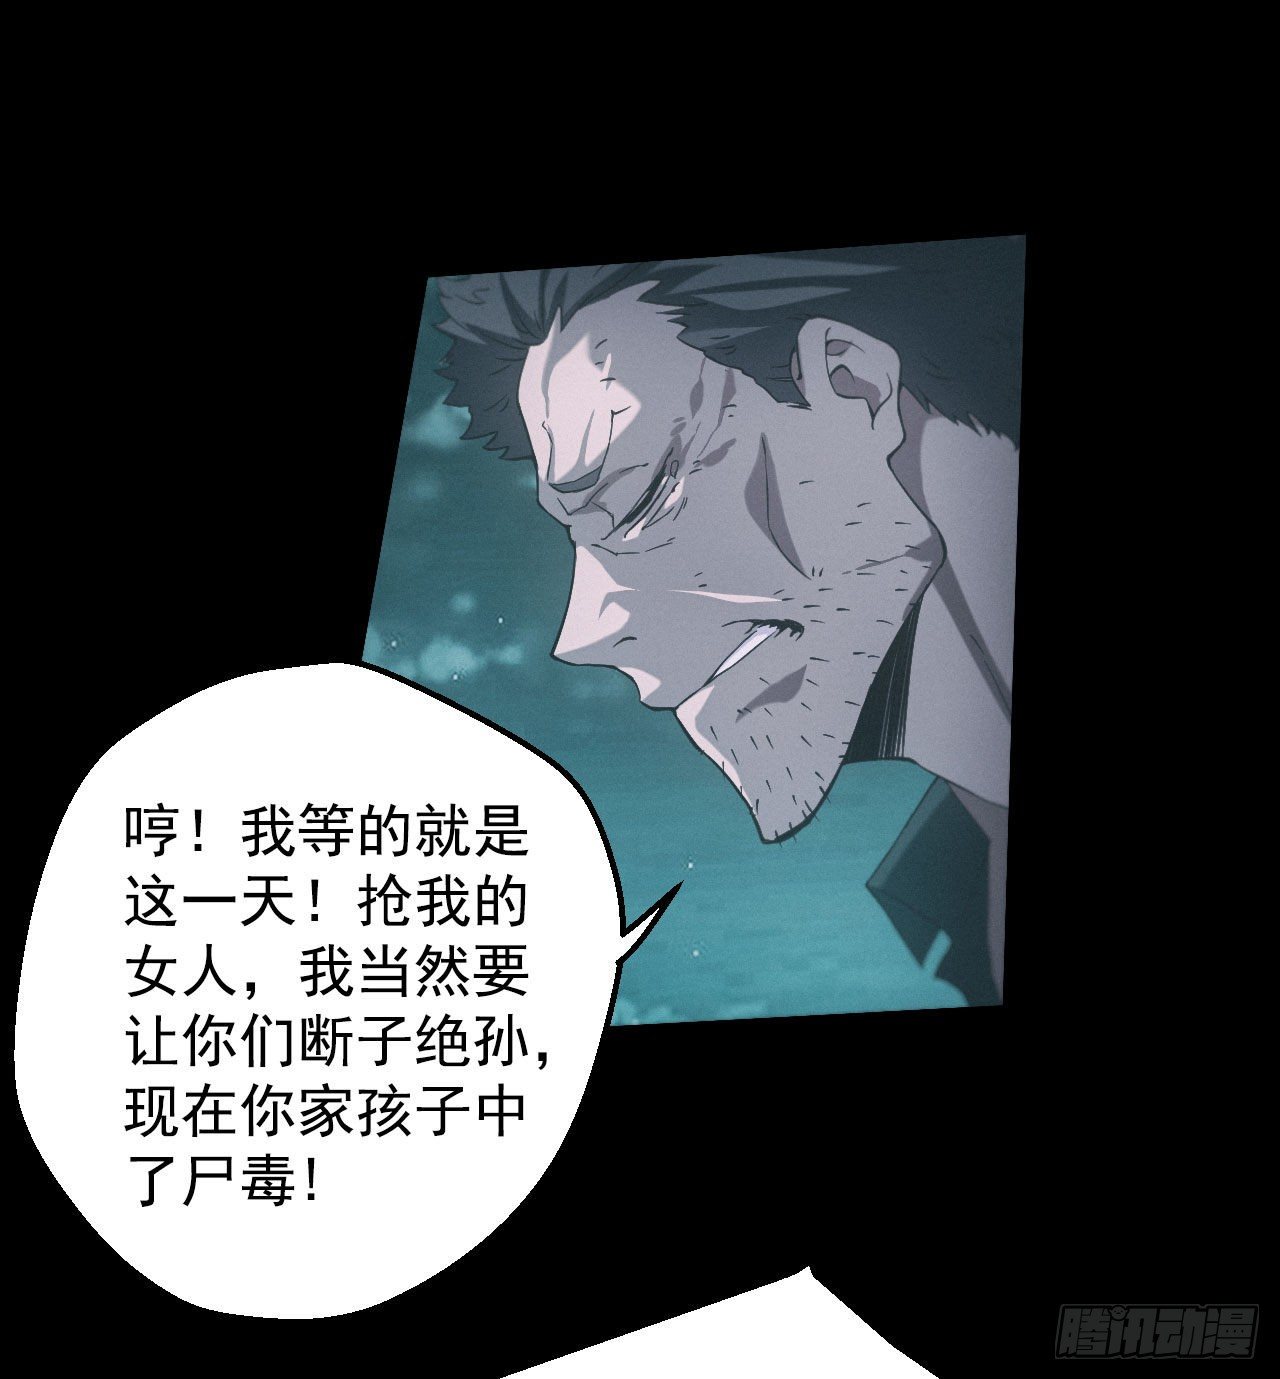 哼！我等的就是
这一天！抢我的
女人，我当然要
让你们断子绝孙，
现在你家孩子中
了尸毒！
腾讯动漫